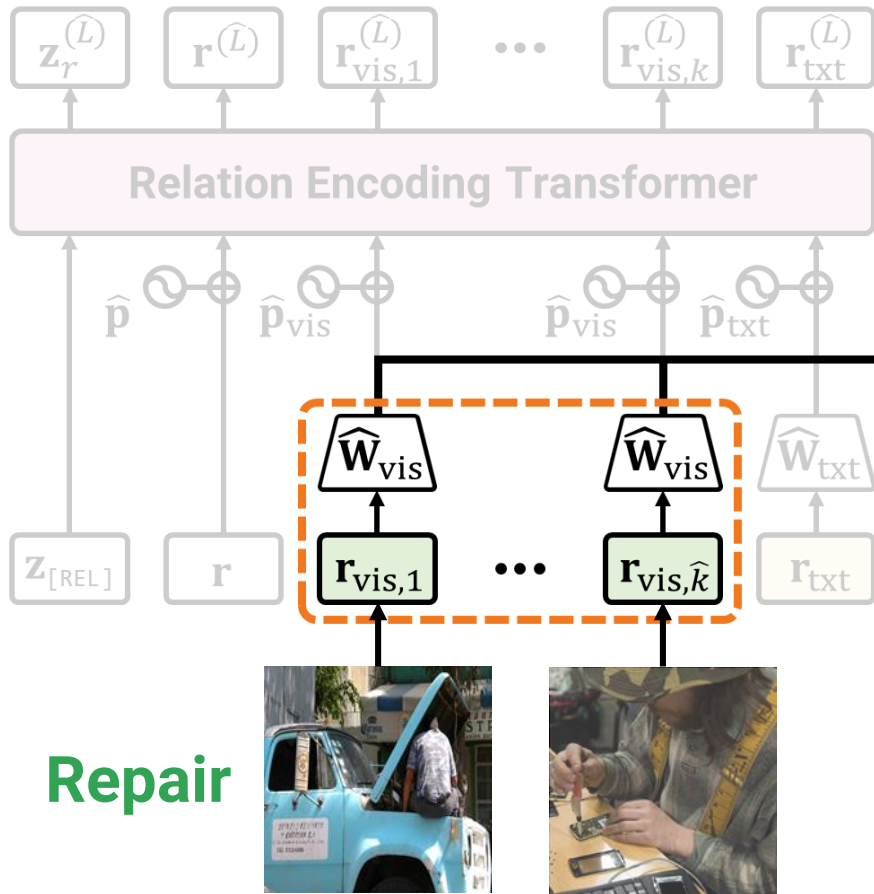 z_r^(L̂) r^(L̂) r_vis,1^(L̂) ••• r_vis,k^(L̂) r_txt^(L̂)
Relation Encoding Transformer
p̂ p̂_vis p̂_vis p̂_txt
Ŵ_vis Ŵ_vis Ŵ_txt
z_[REL] r r_vis,1 ••• r_vis,k̂ r_txt
Repair